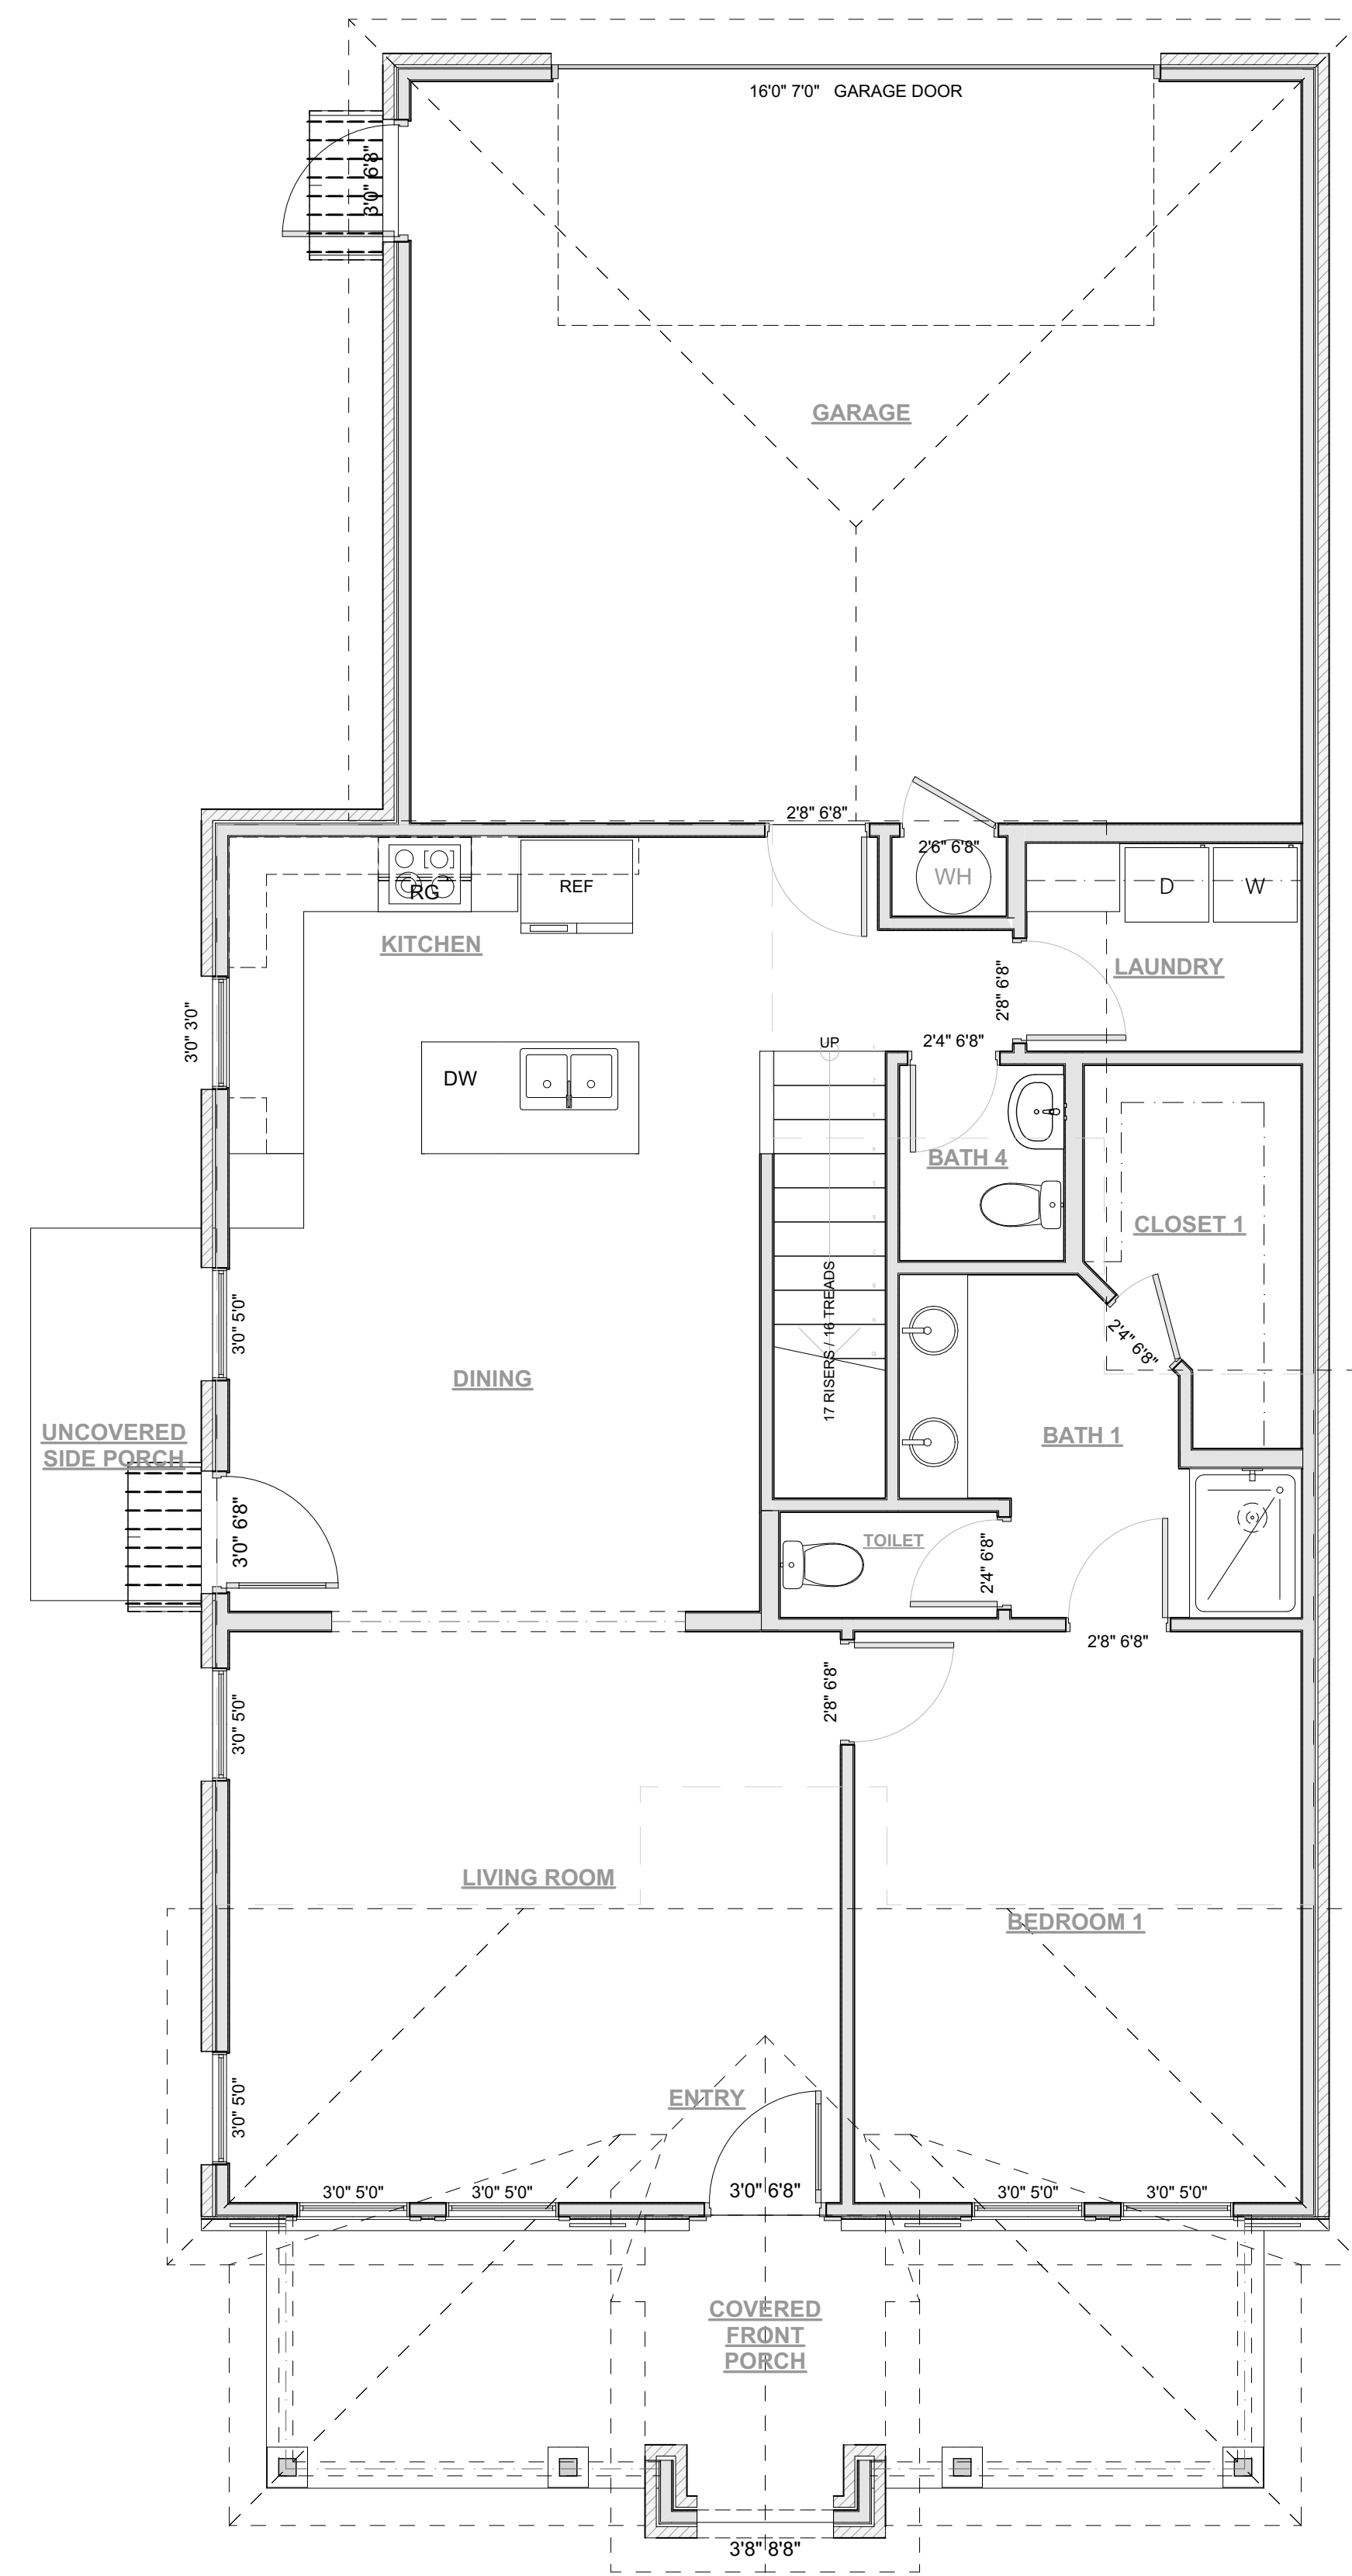 16'0" 7'0" GARAGE DOOR
3'0" 6'8"
GARAGE
2'8" 6'8"
2'6" 6'8"
WH
RG
REF
D
W
KITCHEN
LAUNDRY
2'8" 6'8"
3'0" 3'0"
UP
2'4" 6'8"
DW
BATH 4
CLOSET 1
3'0" 5'0"
17 RISERS / 16 TREADS
2'4" 6'8"
DINING
UNCOVERED
SIDE PORCH
BATH 1
3'0" 6'8"
TOILET
2'4" 6'8"
2'8" 6'8"
2'8" 6'8"
3'0" 5'0"
LIVING ROOM
BEDROOM 1
ENTRY
3'0" 5'0"
3'0" 5'0"
3'0" 5'0"
3'0" 6'8"
3'0" 5'0"
3'0" 5'0"
COVERED
FRONT
PORCH
3'8" 8'8"